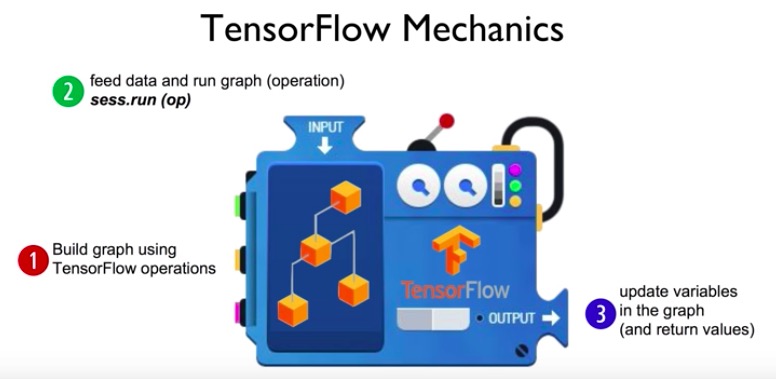 TensorFlow Mechanics
2
feed data and run graph (operation)
sess.run (op)
INPUT
1
Build graph using
TensorFlow operations
TensorFlow
OUTPUT
3
update variables
in the graph
(and return values)